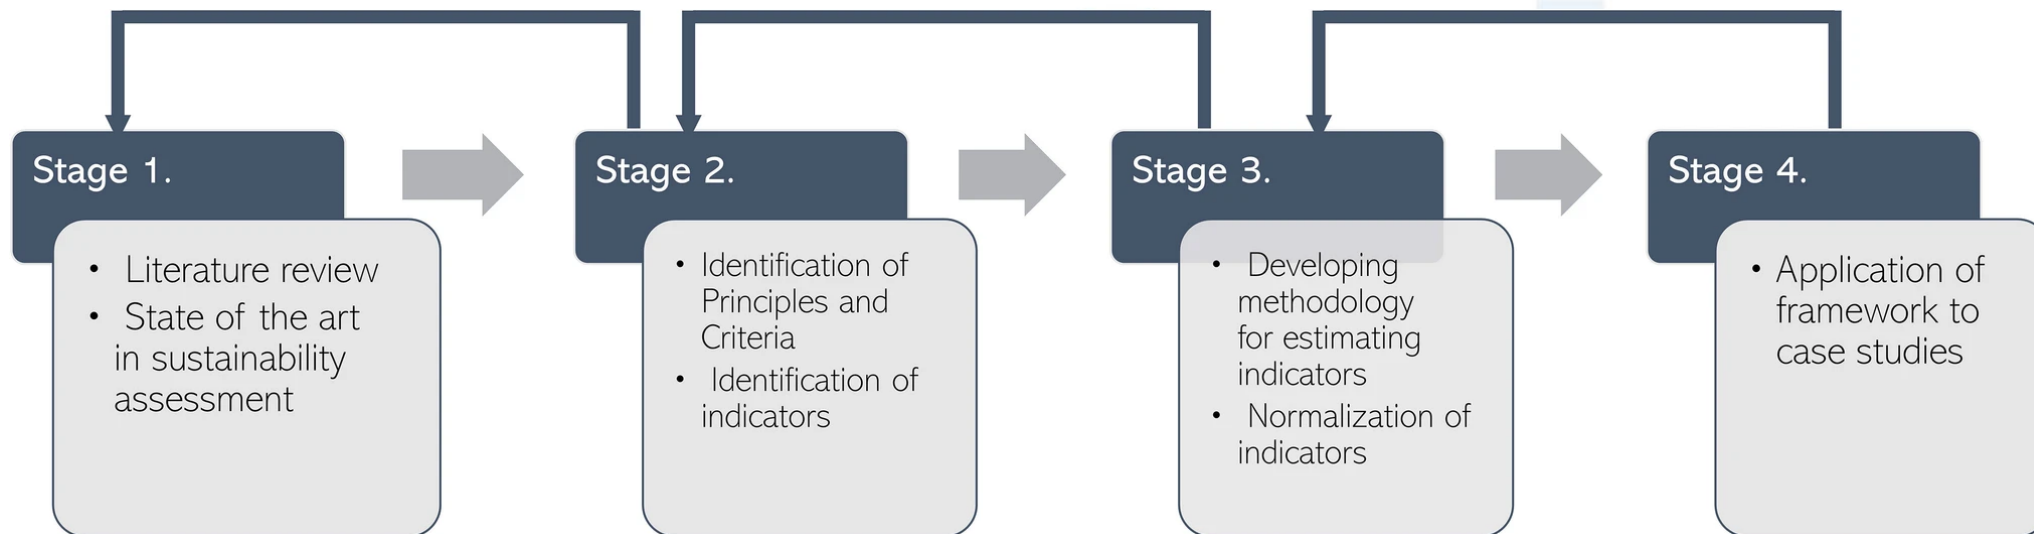 Stage 1.
• Literature review
• State of the art
in sustainability
assessment
Stage 2.
• Identification of
Principles and
Criteria
• Identification of
indicators
Stage 3.
• Developing
methodology
for estimating
indicators
• Normalization of
indicators
Stage 4.
• Application of
framework to
case studies